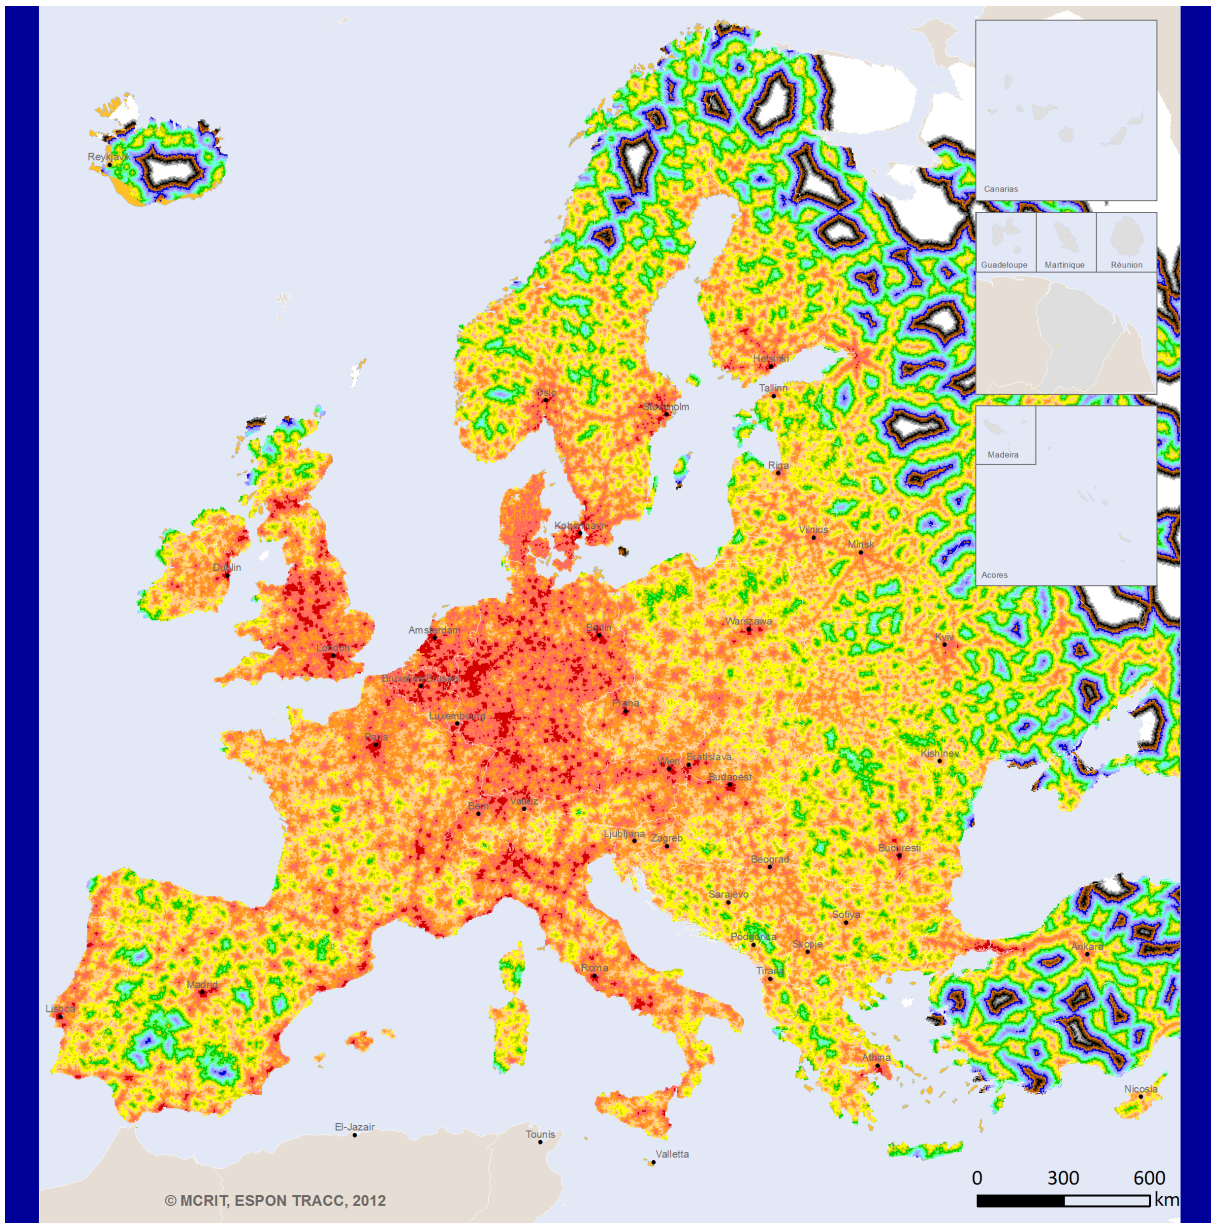 Canarias
Reykjavik
Guadeloupe Martinique Réunion
Helsinki
Tallinn
Oslo
Stockholm
Madeira
Riga
Kobenhavn
Vilnius
Minsk
Dublin
Acores
Amsterdam
Berlin
Warszawa
Kyiv
London
Praha
Luxembourg
Paris
Kishinev
Wien
Bratislava
Budapest
Bern
Vaduz
Ljubljana
Zagreb
Bucuresti
Beograd
Sarajevo
Sofiya
Podgorica
Skopje
Ankara
Roma
Tirana
Madrid
Lisboa
Athina
Nicosia
El-Jazair
Tounis
Valletta
0 300 600
km
© MCRIT, ESPON TRACC, 2012